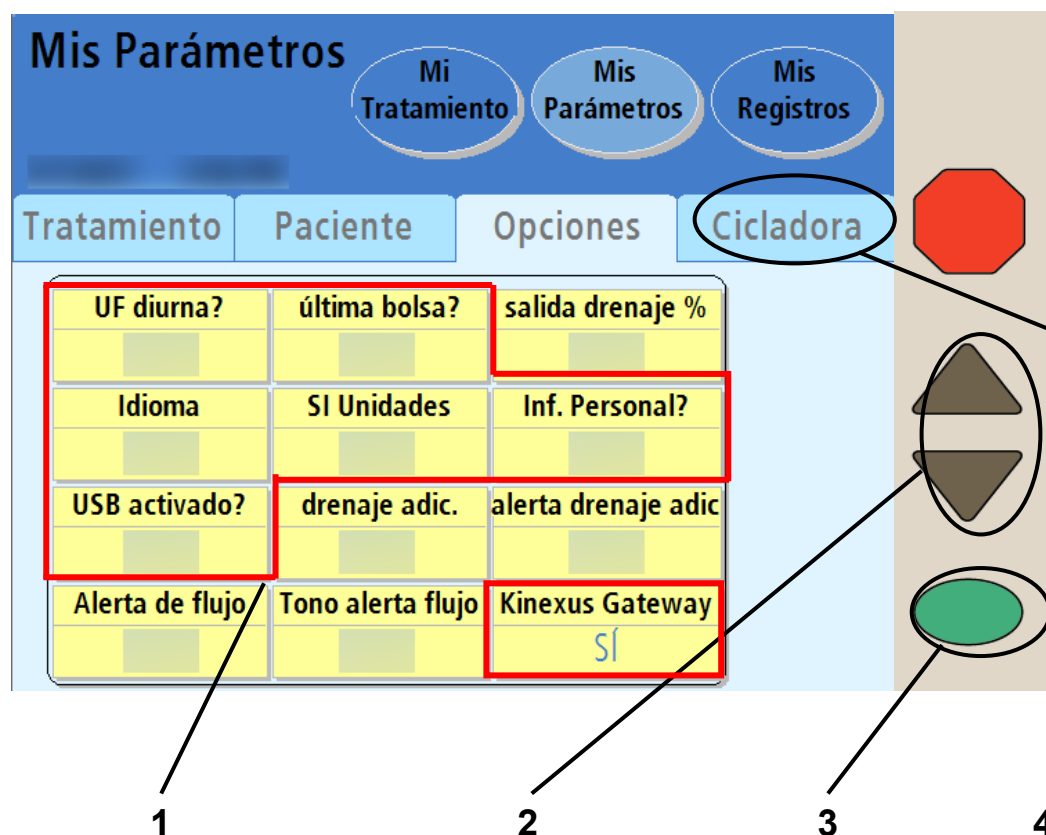 Mis Parámetros
Mi
Tratamiento
Mis
Parámetros
Mis
Registros
Tratamiento
Paciente
Opciones
Cicladora
UF diurna?
última bolsa?
salida drenaje %
Idioma
SI Unidades
Inf. Personal?
USB activado?
drenaje adic.
alerta drenaje adic
Alerta de flujo
Tono alerta flujo
Kinexus Gateway
SÍ
1
2
3
4